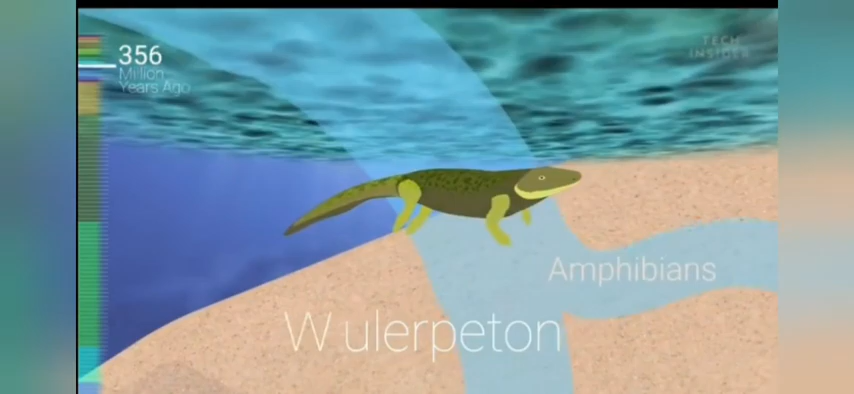 356
Million
Years Ago
TECH
INSIDER
Amphibians
W ulerpeton